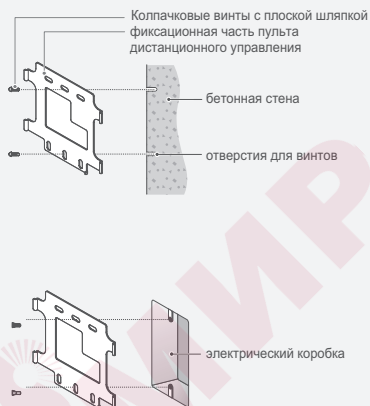 Колпачковые винты с плоской шляпкой
фиксационная часть пульта
дистанционного управления
бетонная стена
отверстия для винтов
электрический коробка